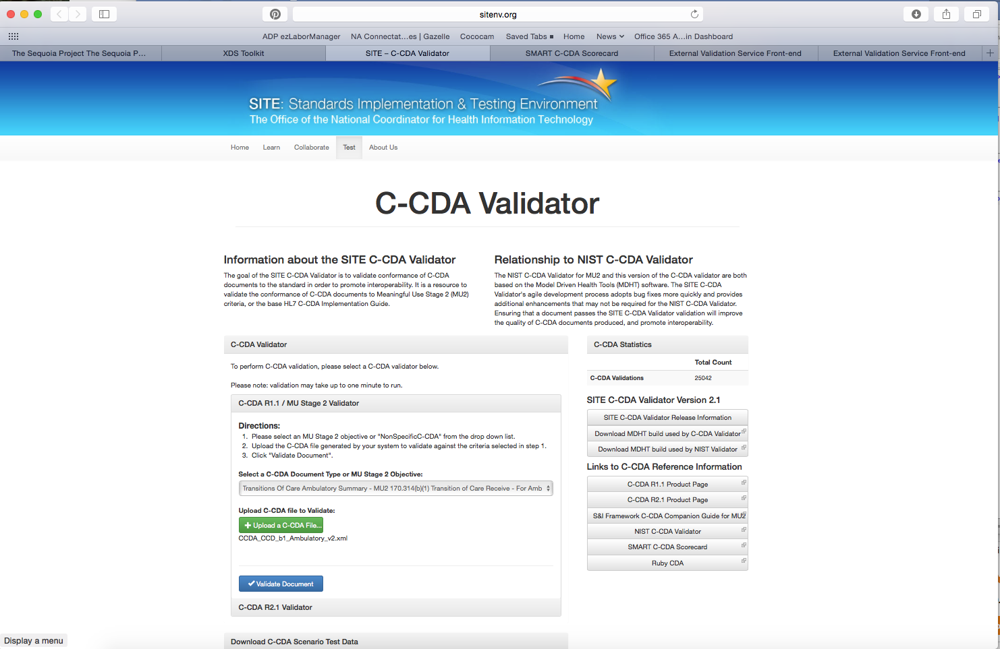 sitenv.org
ADP ezLaborManager NA Connectat...es | Gazelle Cococam Saved Tabs Home News Office 365 A...in Dashboard
The Sequoia Project The Sequoia P... XDS Toolkit SITE – C-CDA Validator SMART C-CDA Scorecard External Validation Service Front-end External Validation Service Front-end
SITE: Standards Implementation & Testing Environment
The Office of the National Coordinator for Health Information Technology
Home Learn Collaborate Test About Us
C-CDA Validator
Information about the SITE C-CDA Validator
The goal of the SITE C-CDA Validator is to validate conformance of C-CDA
documents to the standard in order to promote interoperability. It is a resource to
validate the conformance of C-CDA documents to Meaningful Use Stage 2 (MU2)
criteria, or the base HL7 C-CDA Implementation Guide.
Relationship to NIST C-CDA Validator
The NIST C-CDA Validator for MU2 and this version of the C-CDA validator are both
based on the Model Driven Health Tools (MDHT) software. The SITE C-CDA
Validator's agile development process adopts bug fixes more quickly and provides
additional enhancements that may not be required for the NIST C-CDA Validator.
Ensuring that a document passes the SITE C-CDA Validator validation will improve
the quality of C-CDA documents produced, and promote interoperability.
C-CDA Validator
To perform C-CDA validation, please select a C-CDA validator below.
Please note: validation may take up to one minute to run.
C-CDA R1.1 / MU Stage 2 Validator
Directions:
1. Please select an MU Stage 2 objective or "NonSpecificC-CDA" from the drop down list.
2. Upload the C-CDA file generated by your system to validate against the criteria selected in step 1.
3. Click "Validate Document".
Select a C-CDA Document Type or MU Stage 2 Objective:
Transitions Of Care Ambulatory Summary - MU2 170.314(b)(1) Transition of Care Receive - For Amb
Upload C-CDA file to Validate:
Upload a C-CDA File...
CCDA_CCD_b1_Ambulatory_v2.xml
Validate Document
C-CDA R2.1 Validator
Download C-CDA Scenario Test Data
C-CDA Statistics
Total Count
C-CDA Validations 25042
SITE C-CDA Validator Version 2.1
SITE C-CDA Validator Release Information
Download MDHT build used by C-CDA Validator
Download MDHT build used by NIST Validator
Links to C-CDA Reference Information
C-CDA R1.1 Product Page
C-CDA R2.1 Product Page
S&I Framework C-CDA Companion Guide for MU2
NIST C-CDA Validator
SMART C-CDA Scorecard
Ruby CDA
Display a menu